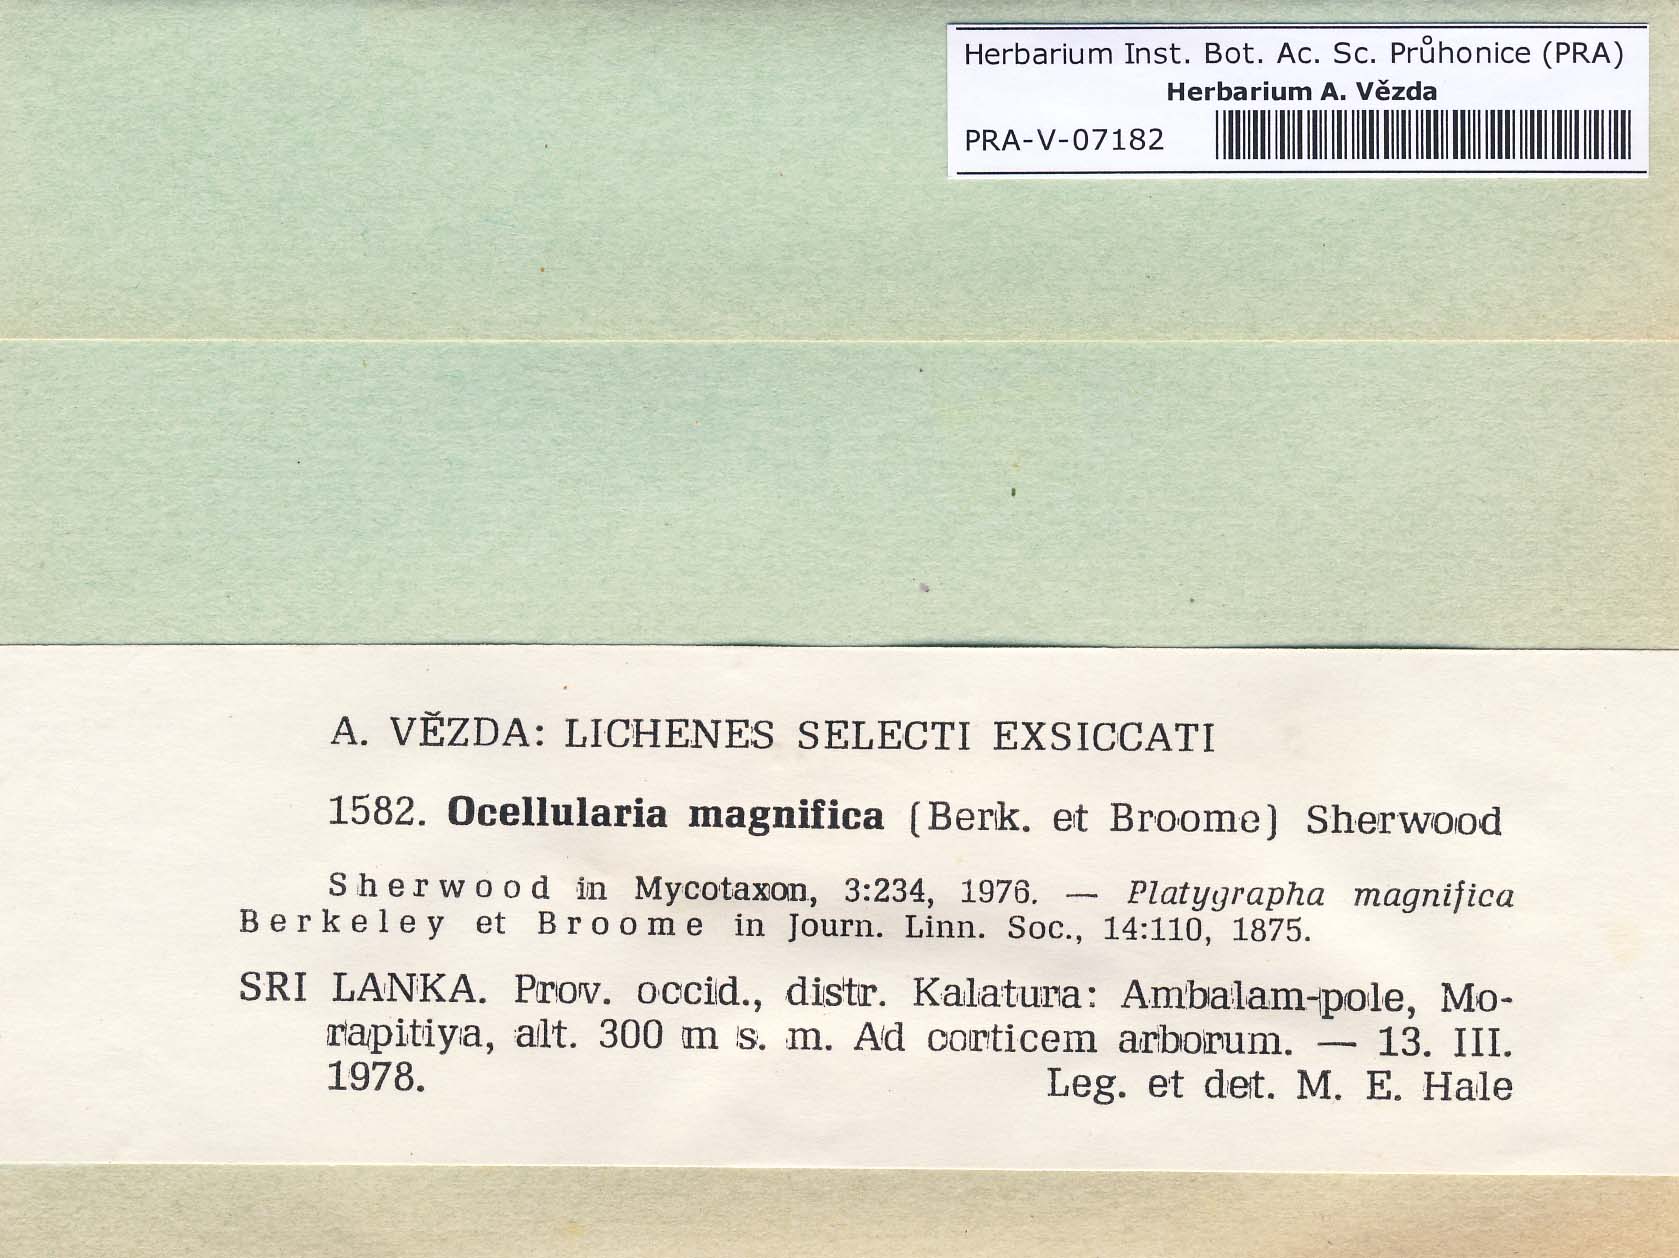 Herbarium Inst. Bot. Ac. Sc. Průhonice (PRA)
Herbarium A. Vězda
PRA-V-07182
A. VĚZDA: LICHENES SELECTI EXSICCATI
1582. Ocellularia magnifica (Berk. et Broome) Sherwood
Sherwood in Mycotaxon, 3:234, 1976. — Platygrapha magnifica
Berkeley et Broome in Journ. Linn. Soc., 14:110, 1875.
SRI LANKA. Prov. occid., distr. Kalatura: Ambalam-pole, Mo-
rapitiya, alt. 300 m s. m. Ad corticem arborum. — 13. III.
1978. Leg. et det. M. E. Hale